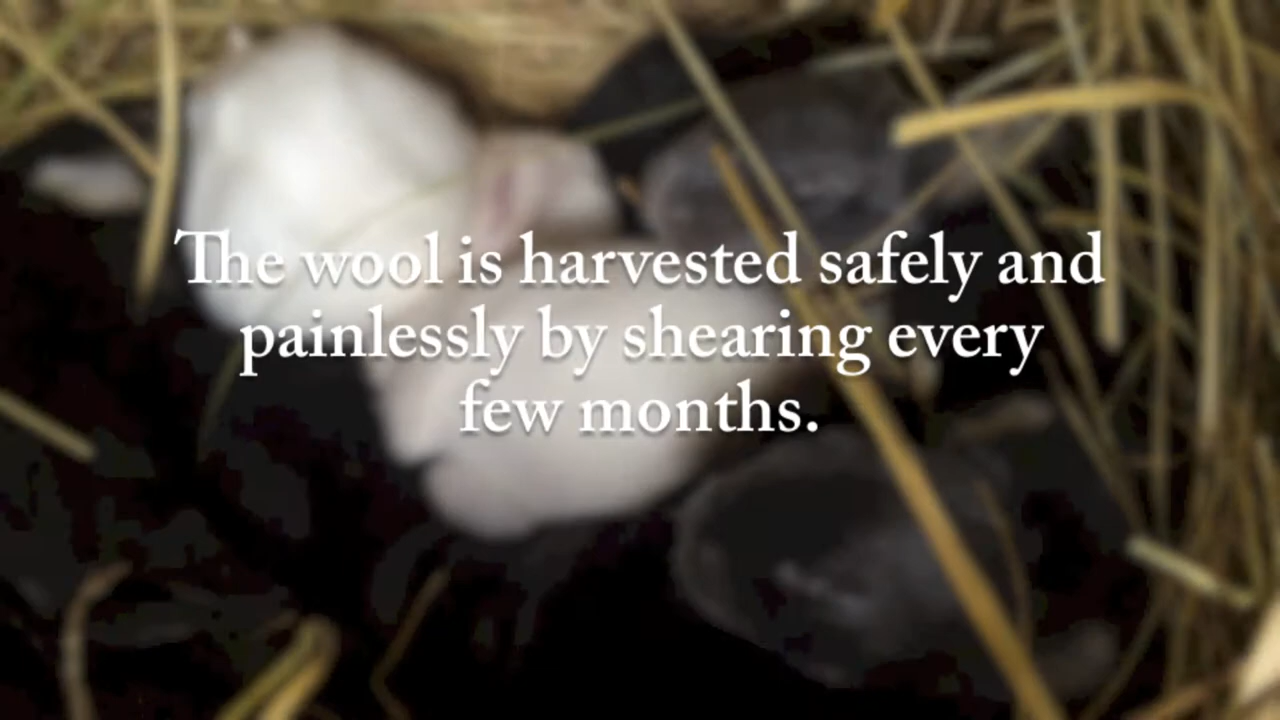 The wool is harvested safely and
painlessly by shearing every
few months.